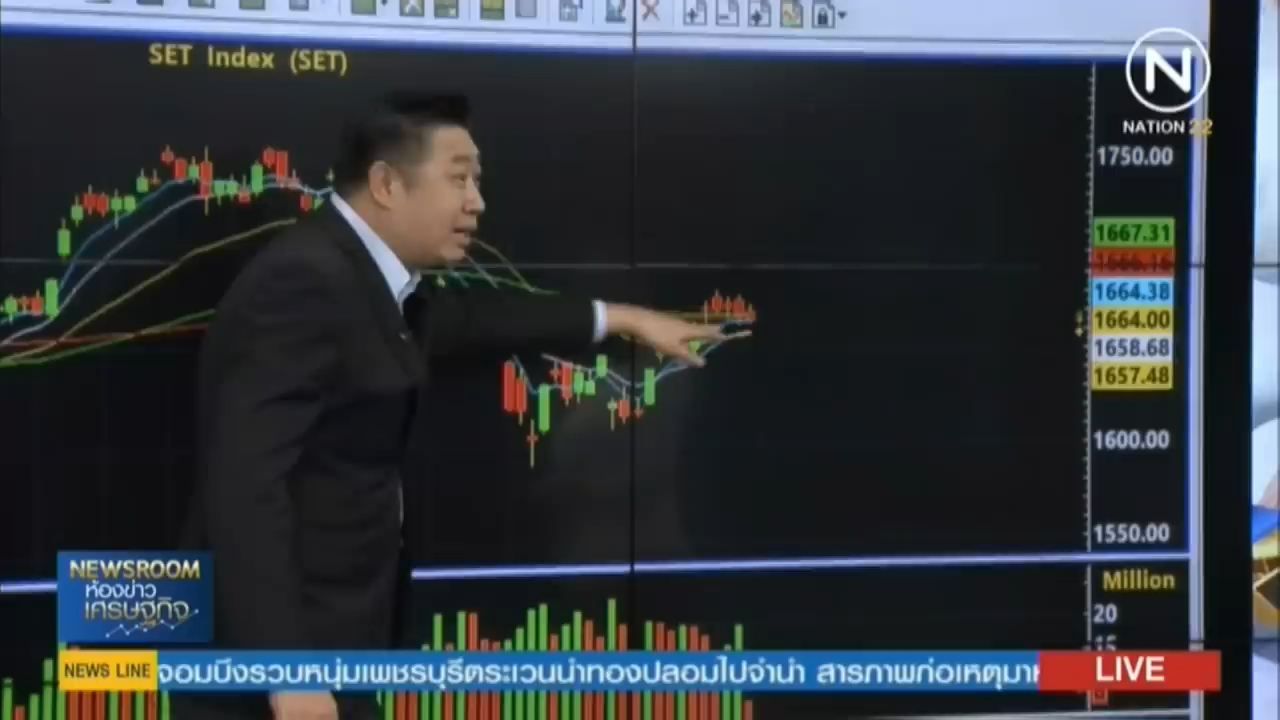 SET Index (SET)
N
NATION 22
1750.00
1667.31
1664.38
1664.00
1658.68
1657.48
1600.00
1550.00
Million
20
15
NEWSROOM
ห้องข่าว
เศรษฐกิจ
NEWS LINE
จอมบึงรวบหนุ่มเพชรบุรีตระเวนนำทองปลอมไปจำนำ สารภาพก่อเหตุมา
LIVE